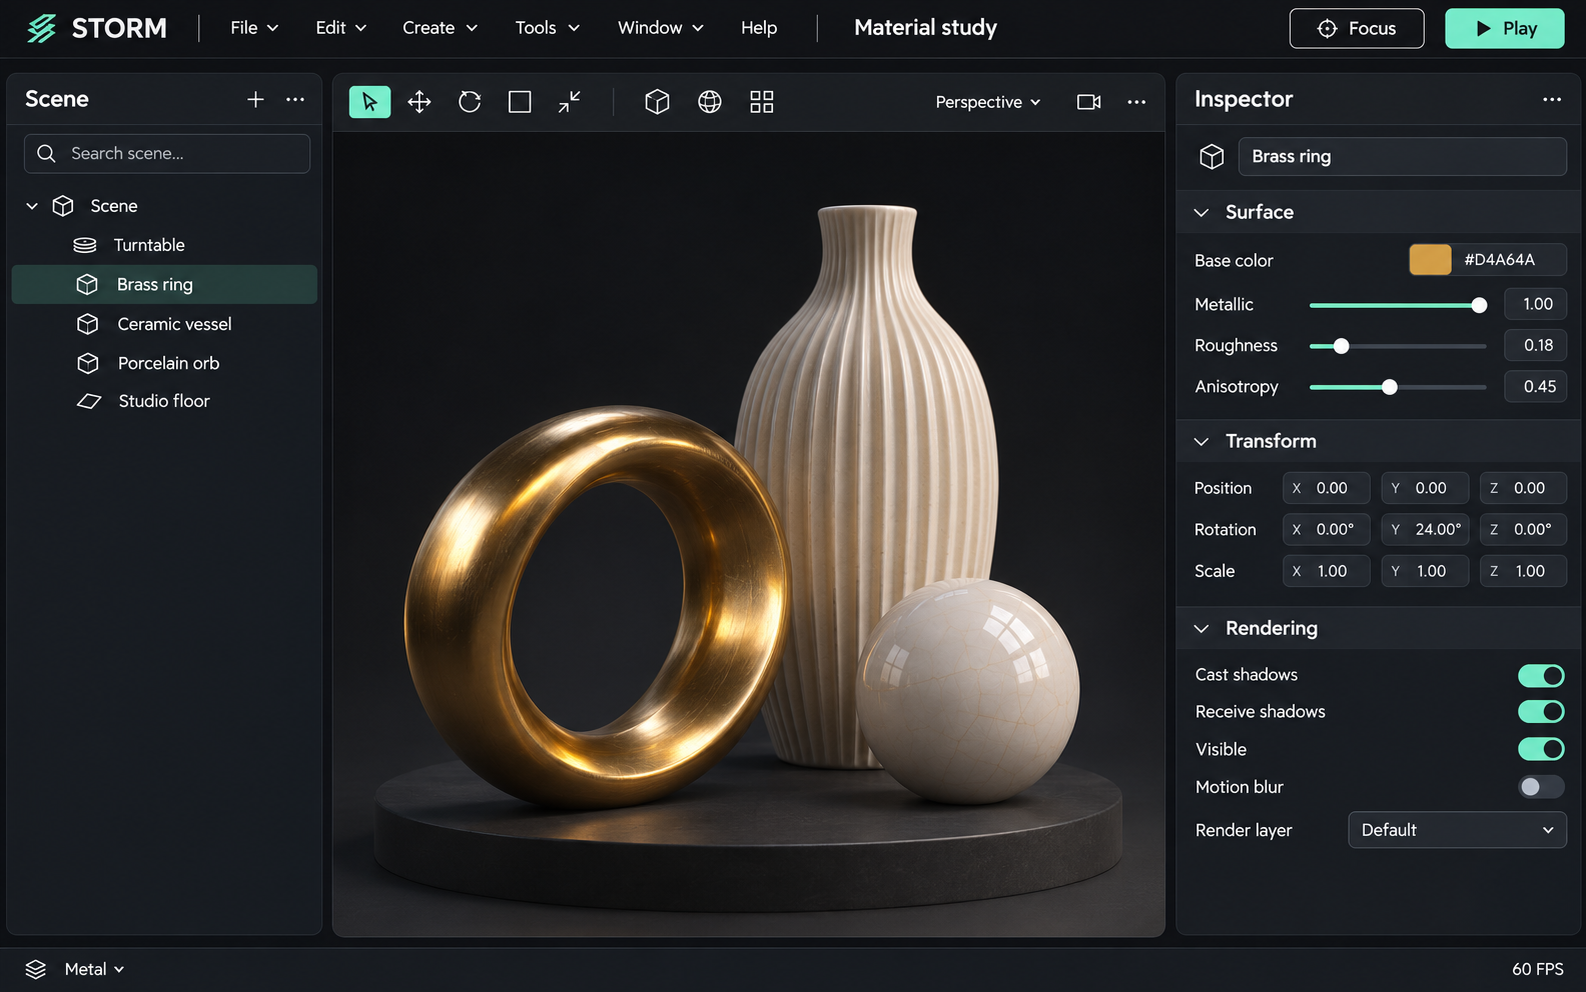 STORM
File
Edit
Create
Tools
Window
Help
Material study
Focus
Play
Scene
Search scene...
Scene
Turntable
Brass ring
Ceramic vessel
Porcelain orb
Studio floor
Perspective
Inspector
Brass ring
Surface
Base color #D4A64A
Metallic 1.00
Roughness 0.18
Anisotropy 0.45
Transform
Position X 0.00 Y 0.00 Z 0.00
Rotation X 0.00° Y 24.00° Z 0.00°
Scale X 1.00 Y 1.00 Z 1.00
Rendering
Cast shadows
Receive shadows
Visible
Motion blur
Render layer Default
Metal
60 FPS